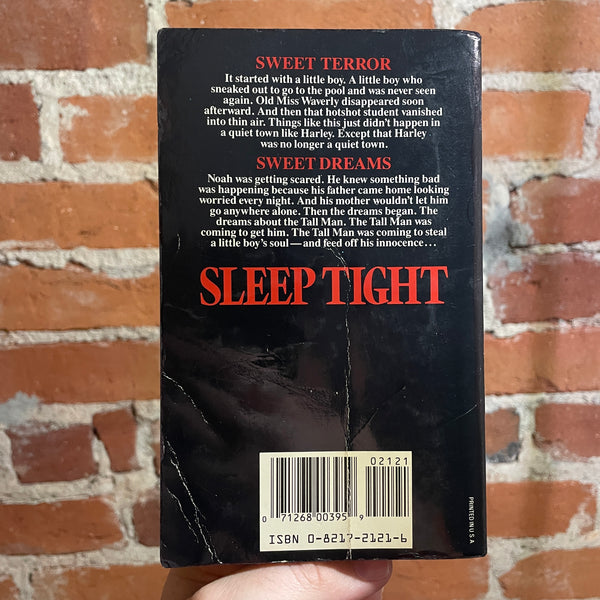 SWEET TERROR
It started with a little boy. A little boy who
sneaked out to go to the pool and was never seen
again. Old Miss Waverly disappeared soon
afterward. And then that hotshot student vanished
into thin air. Things like this just didn't happen in
a quiet town like Harley. Except that Harley
was no longer a quiet town.
SWEET DREAMS
Noah was getting scared. He knew something bad
was happening because his father came home looking
worried every night. And his mother wouldn't let him
go anywhere alone. Then the dreams began. The
dreams about the Tall Man. The Tall Man was
coming to get him. The Tall Man was coming to steal
a little boy's soul—and feed off his innocence...
SLEEP TIGHT
02121
0 71268 00395 9
ISBN 0-8217-2121-6
PRINTED IN U.S.A.